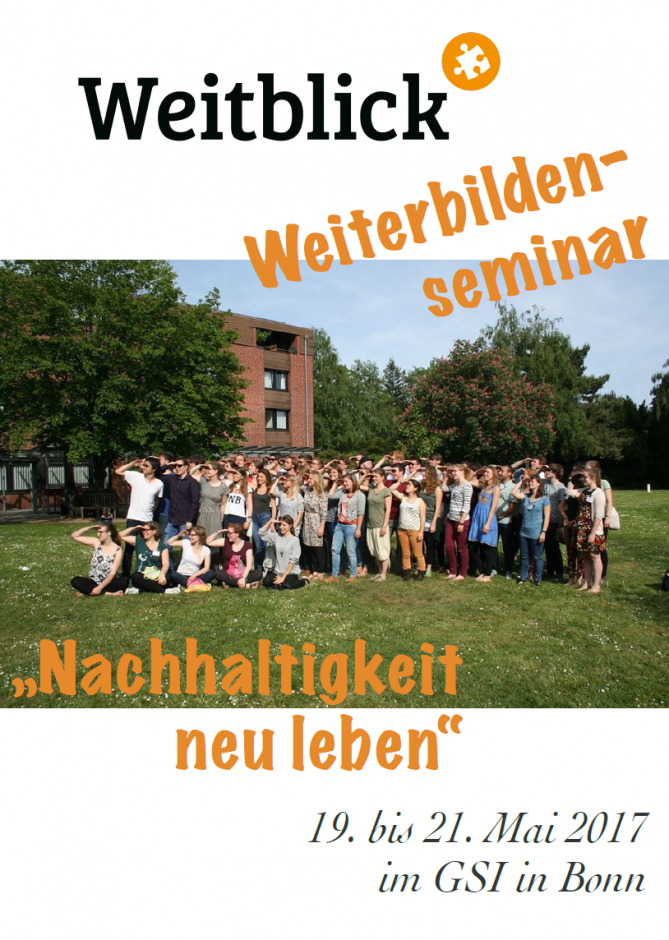 Weitblick
Weiterbilden-
seminar
„Nachhaltigkeit
neu leben“
19. bis 21. Mai 2017
im GSI in Bonn